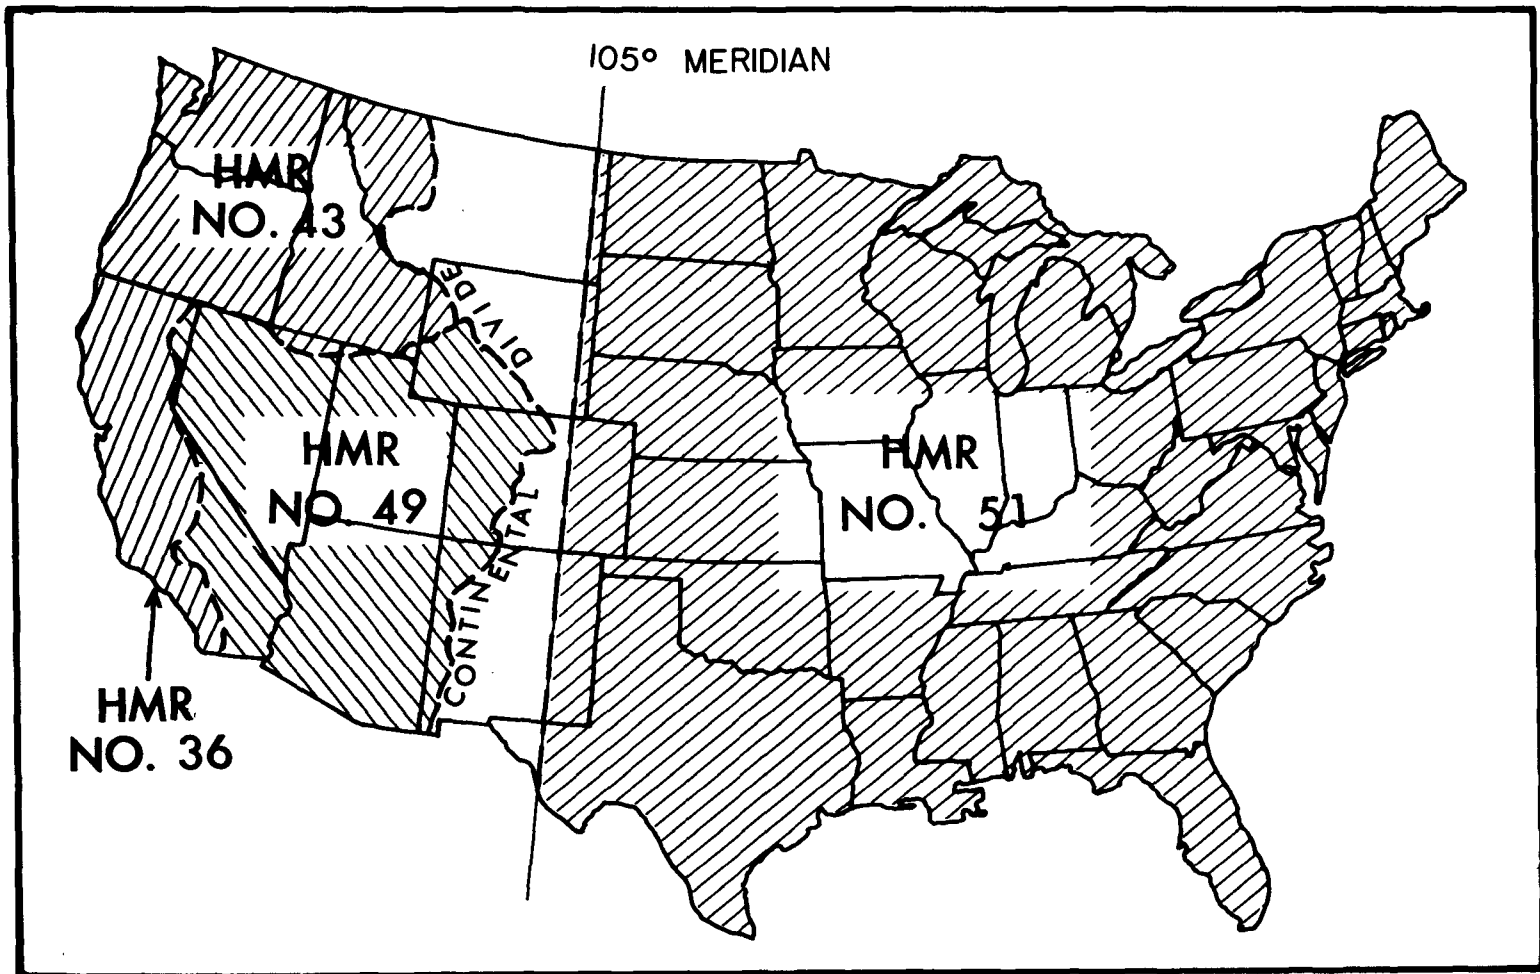 105° MERIDIAN
HMR
NO. 43
CONTINENTAL DIVIDE
HMR
NO. 49
HMR
NO. 51
HMR
NO. 36